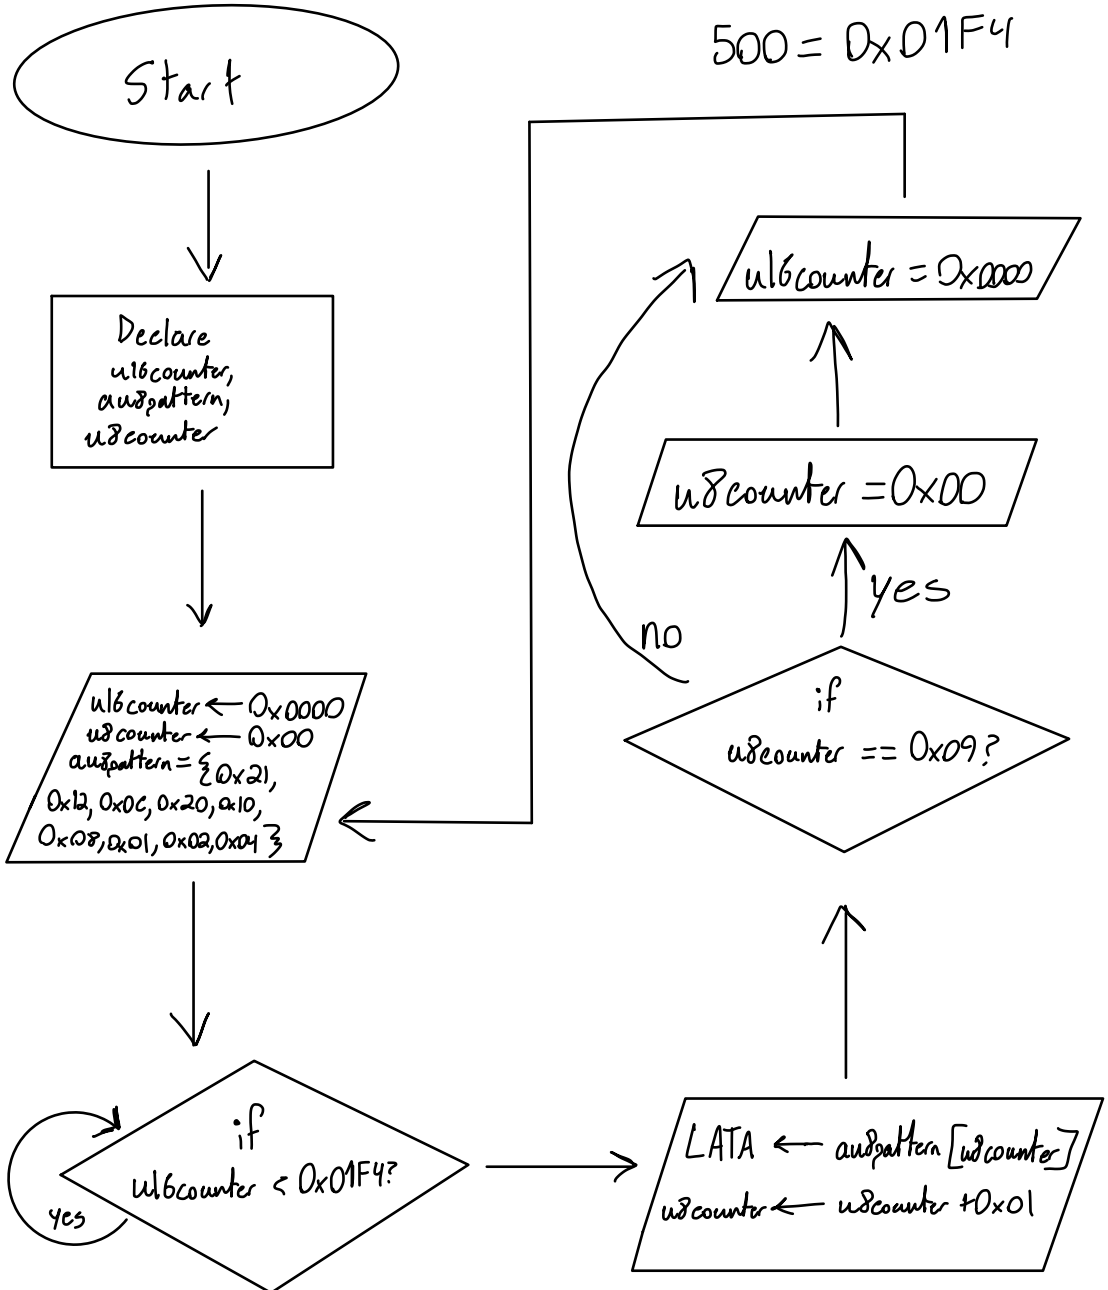 Start
500 = 0x01F4
Declare
u16counter,
au8pattern,
u8counter
u16counter ← 0x0000
u8counter ← 0x00
au8pattern = {0x21,
0x12, 0x0C, 0x20, 0x10,
0x08, 0x01, 0x02, 0x04}
if
u16counter < 0x01F4?
yes
LATA ← au8pattern [u8counter]
u8counter ← u8counter + 0x01
if
u8counter == 0x09?
no
yes
u8counter = 0x00
u16counter = 0x0000